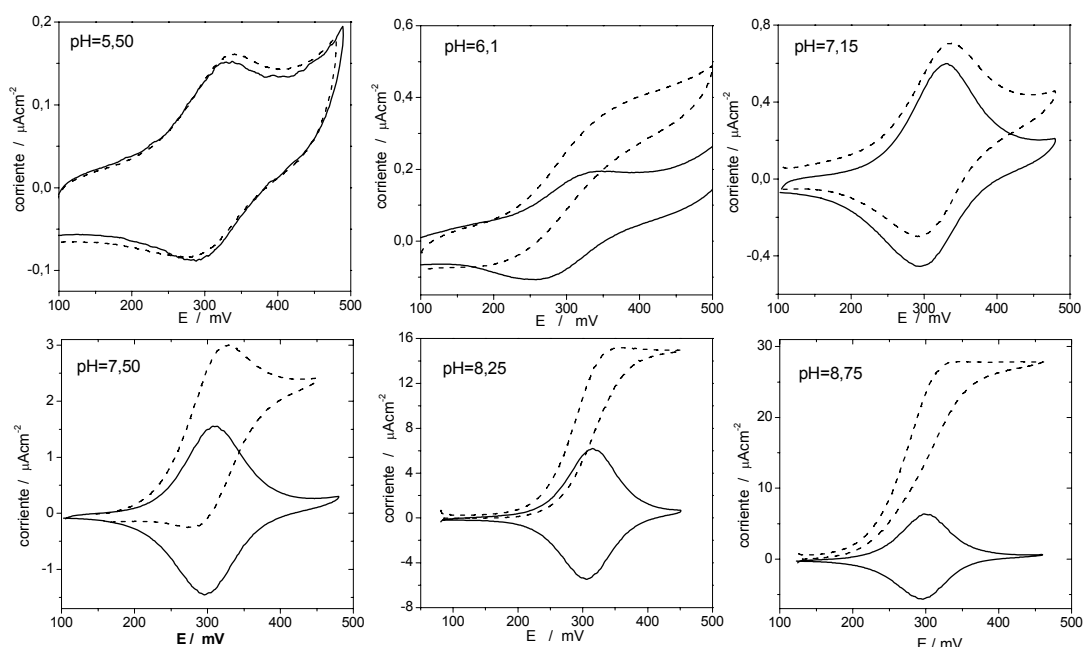 pH=5,50
0,2
0,1
0,0
-0,1
corriente / μAcm-2
100 200 300 400 500
E / mV
pH=6,1
0,6
0,4
0,2
0,0
corriente / μAcm-2
100 200 300 400 500
E / mV
pH=7,15
0,8
0,4
0,0
-0,4
corriente / μAcm-2
100 200 300 400 500
E / mV
pH=7,50
3
2
1
0
-1
corriente / μAcm-2
100 200 300 400 500
E / mV
pH=8,25
16
12
8
4
0
-4
-8
corriente / μAcm-2
100 200 300 400 500
E / mV
pH=8,75
30
20
10
0
corriente / μAcm-2
100 200 300 400 500
E / mV